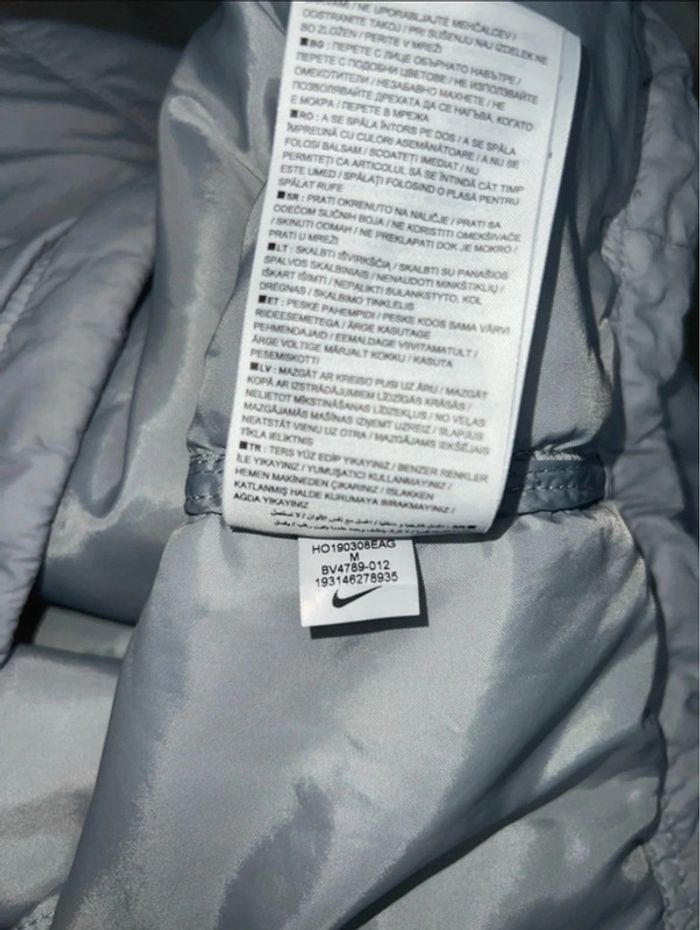 / NE UPORABLJAJTE MEHČALCEV /
ODSTRANITE TAKOJ / PRI SUŠENJU NAJ IZDELEK NE
BO ZLOŽEN / PERITE V MREŽI
BG : ПЕРЕТЕ С ЛИЦЕ ОБЪРНАТО НАВЪТРЕ /
ПЕРЕТЕ С ПОДОБНИ ЦВЕТОВЕ / НЕ ИЗПОЛЗВАЙТЕ
ОМЕКОТИТЕЛИ / НЕЗАБАВНО МАХНЕТЕ / НЕ
ПОЗВОЛЯВАЙТЕ ДРЕХАТА ДА СЕ НАГЪВА, КОГАТО
Е МОКРА / ПЕРЕТЕ В МРЕЖА
RO : A SE SPĂLA ÎNTORS PE DOS / A SE SPĂLA
ÎMPREUNĂ CU CULORI ASEMĂNĂTOARE / A NU SE
FOLOSI BALSAM / SCOATEȚI IMEDIAT / NU
PERMITEȚI CA ARTICOLUL SĂ SE ÎNTINDĂ CÂT TIMP
ESTE UMED / SPĂLAȚI FOLOSIND O PLASĂ PENTRU
SPĂLAT RUFE
SR : PRATI OKRENUTO NA NALIČJE / PRATI SA
ODEĆOM SLIČNIH BOJA / NE KORISTITI OMEKŠIVAČE
/ SKINUTI ODMAH / NE PREKLAPATI DOK JE MOKRO /
PRATI U MREŽI
LT : SKALBTI IŠVIRKŠČIĄ / SKALBTI SU PANAŠIOS
SPALVOS SKALBINIAIS / NENAUDOTI MINKŠTIKLIŲ /
IŠKART IŠIMTI / NEPALIKTI SULANKSTYTO, KOL
DRĖGNAS / SKALBIMO TINKLELIS
ET : PESKE PAHEMPIDI / PESKE KOOS SAMA VÄRVI
RIIDEESEMETEGA / ÄRGE KASUTAGE
PEHMENDAJAID / EEMALDAGE VIIVITAMATULT /
ÄRGE VOLTIGE MÄRJALT KOKKU / KASUTA
PESEMISKOTTI
LV : MAZGĀT AR KREISO PUSI UZ ĀRU / MAZGĀT
KOPĀ AR IZSTRĀDĀJUMIEM LĪDZĪGĀS KRĀSĀS /
NELIETOT MĪKSTINĀŠANAS LĪDZEKĻUS / NO VEĻAS
MAZGĀJAMĀS MAŠĪNAS IZŅEMT UZREIZ / SLAPJUS
NEATSTĀT VIENU UZ OTRA / MAZGĀJAMS IEKŠĒJAIS
TĪKLA IELIKTNIS
TR : TERS YÜZ EDİP YIKAYINIZ / BENZER RENKLER
İLE YIKAYINIZ / YUMUŞATICI KULLANMAYINIZ /
HEMEN MAKİNEDEN ÇIKARINIZ / ISLAKKEN
KATLANMIŞ HALDE KURUMAYA BIRAKMAYINIZ /
AĞDA YIKAYINIZ
HO190308EAG
M
BV4789-012
193146278935